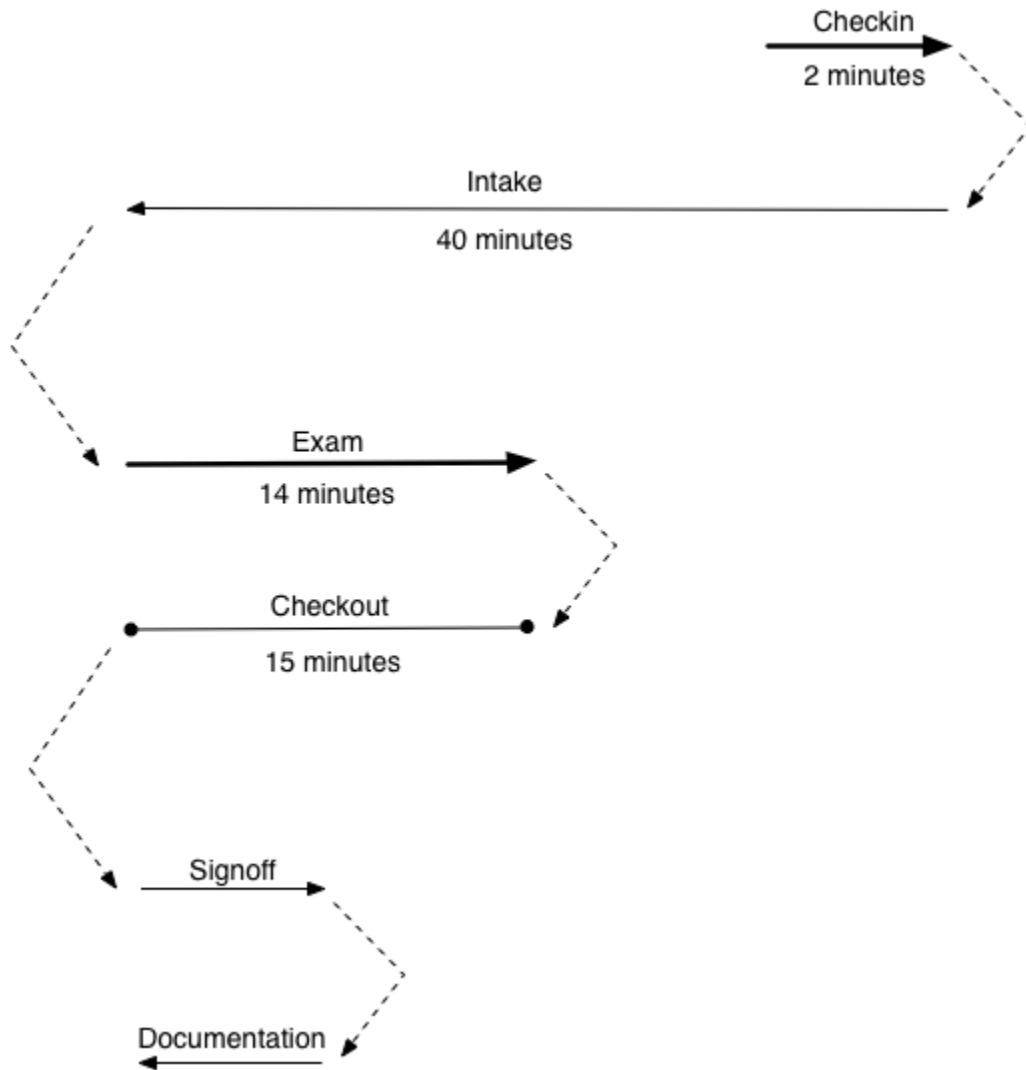 Checkin
2 minutes
Intake
40 minutes
Exam
14 minutes
Checkout
15 minutes
Signoff
Documentation